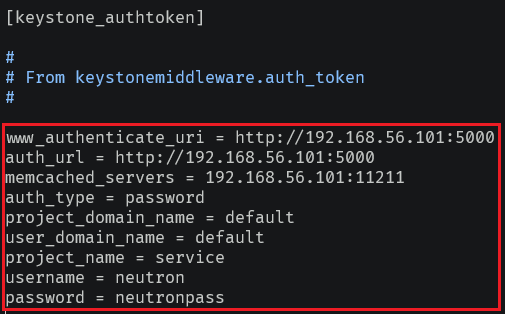 [keystone_authtoken]
#
# From keystonemiddleware.auth_token
#
www_authenticate_uri = http://192.168.56.101:5000
auth_url = http://192.168.56.101:5000
memcached_servers = 192.168.56.101:11211
auth_type = password
project_domain_name = default
user_domain_name = default
project_name = service
username = neutron
password = neutronpass